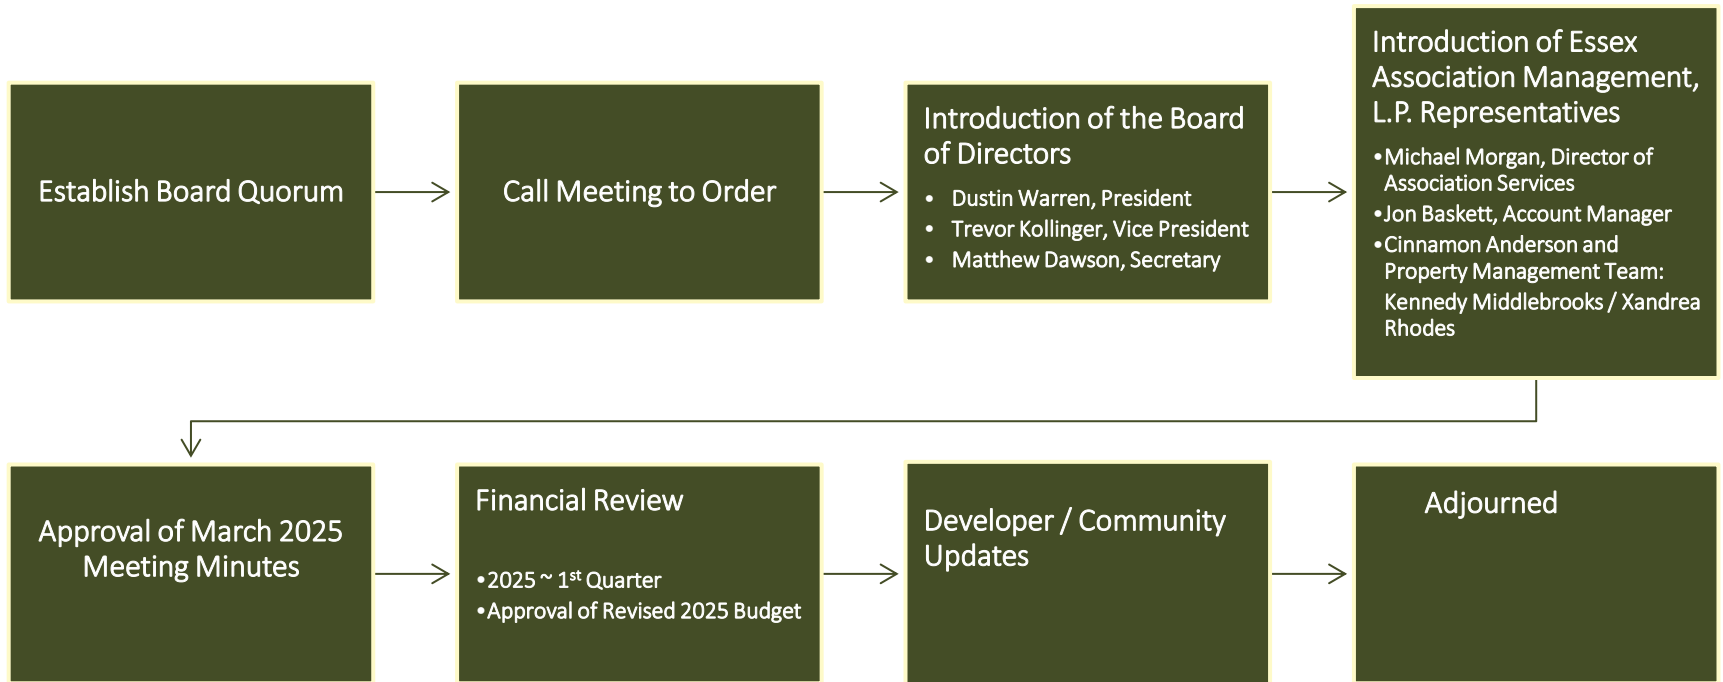 Establish Board Quorum
Call Meeting to Order
Introduction of the Board
of Directors
• Dustin Warren, President
• Trevor Kollinger, Vice President
• Matthew Dawson, Secretary
Introduction of Essex
Association Management,
L.P. Representatives
•Michael Morgan, Director of
Association Services
•Jon Baskett, Account Manager
•Cinnamon Anderson and
Property Management Team:
Kennedy Middlebrooks / Xandrea
Rhodes
Approval of March 2025
Meeting Minutes
Financial Review
•2025 ~ 1st Quarter
•Approval of Revised 2025 Budget
Developer / Community
Updates
Adjourned